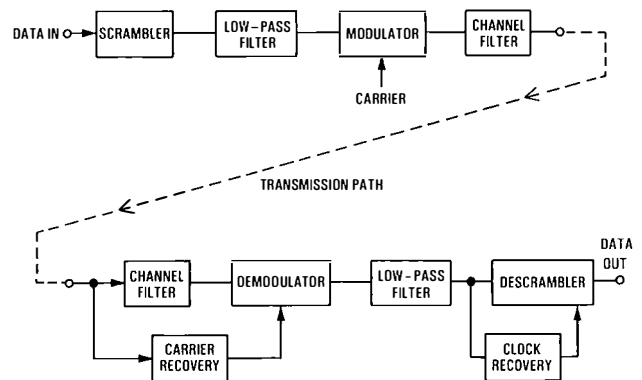 DATA IN
SCRAMBLER
LOW-PASS
FILTER
MODULATOR
CHANNEL
FILTER
CARRIER
TRANSMISSION PATH
CHANNEL
FILTER
DEMODULATOR
LOW-PASS
FILTER
DESCRAMBLER
DATA
OUT
CARRIER
RECOVERY
CLOCK
RECOVERY